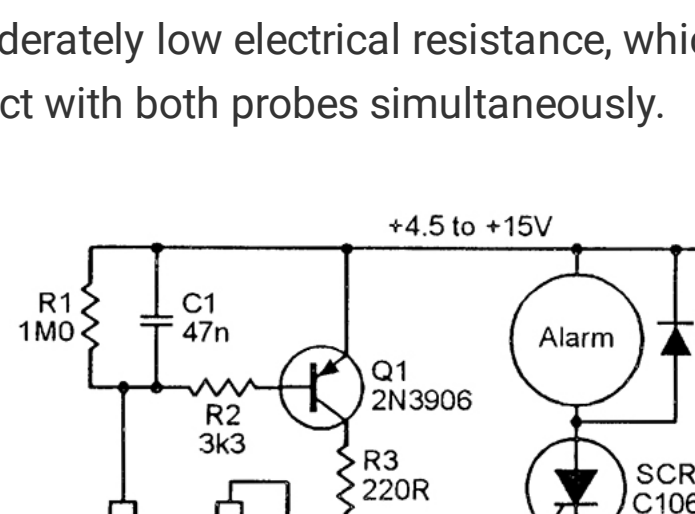 derately low electrical resistance, whic
ct with both probes simultaneously.
+4.5 to +15V
R1
1M0
C1
47n
Alarm
Q1
2N3906
R2
3k3
R3
220R
SCR
C106